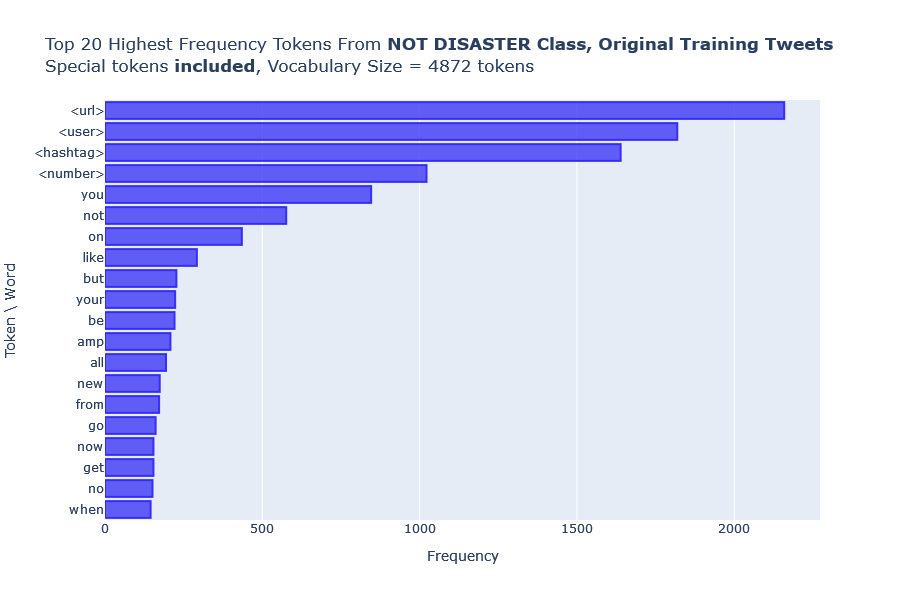 Top 20 Highest Frequency Tokens From NOT DISASTER Class, Original Training Tweets
Special tokens included, Vocabulary Size = 4872 tokens
Token \ Word
<url>
<user>
<hashtag>
<number>
you
not
on
like
but
your
be
amp
all
new
from
go
now
get
no
when
0 500 1000 1500 2000
Frequency